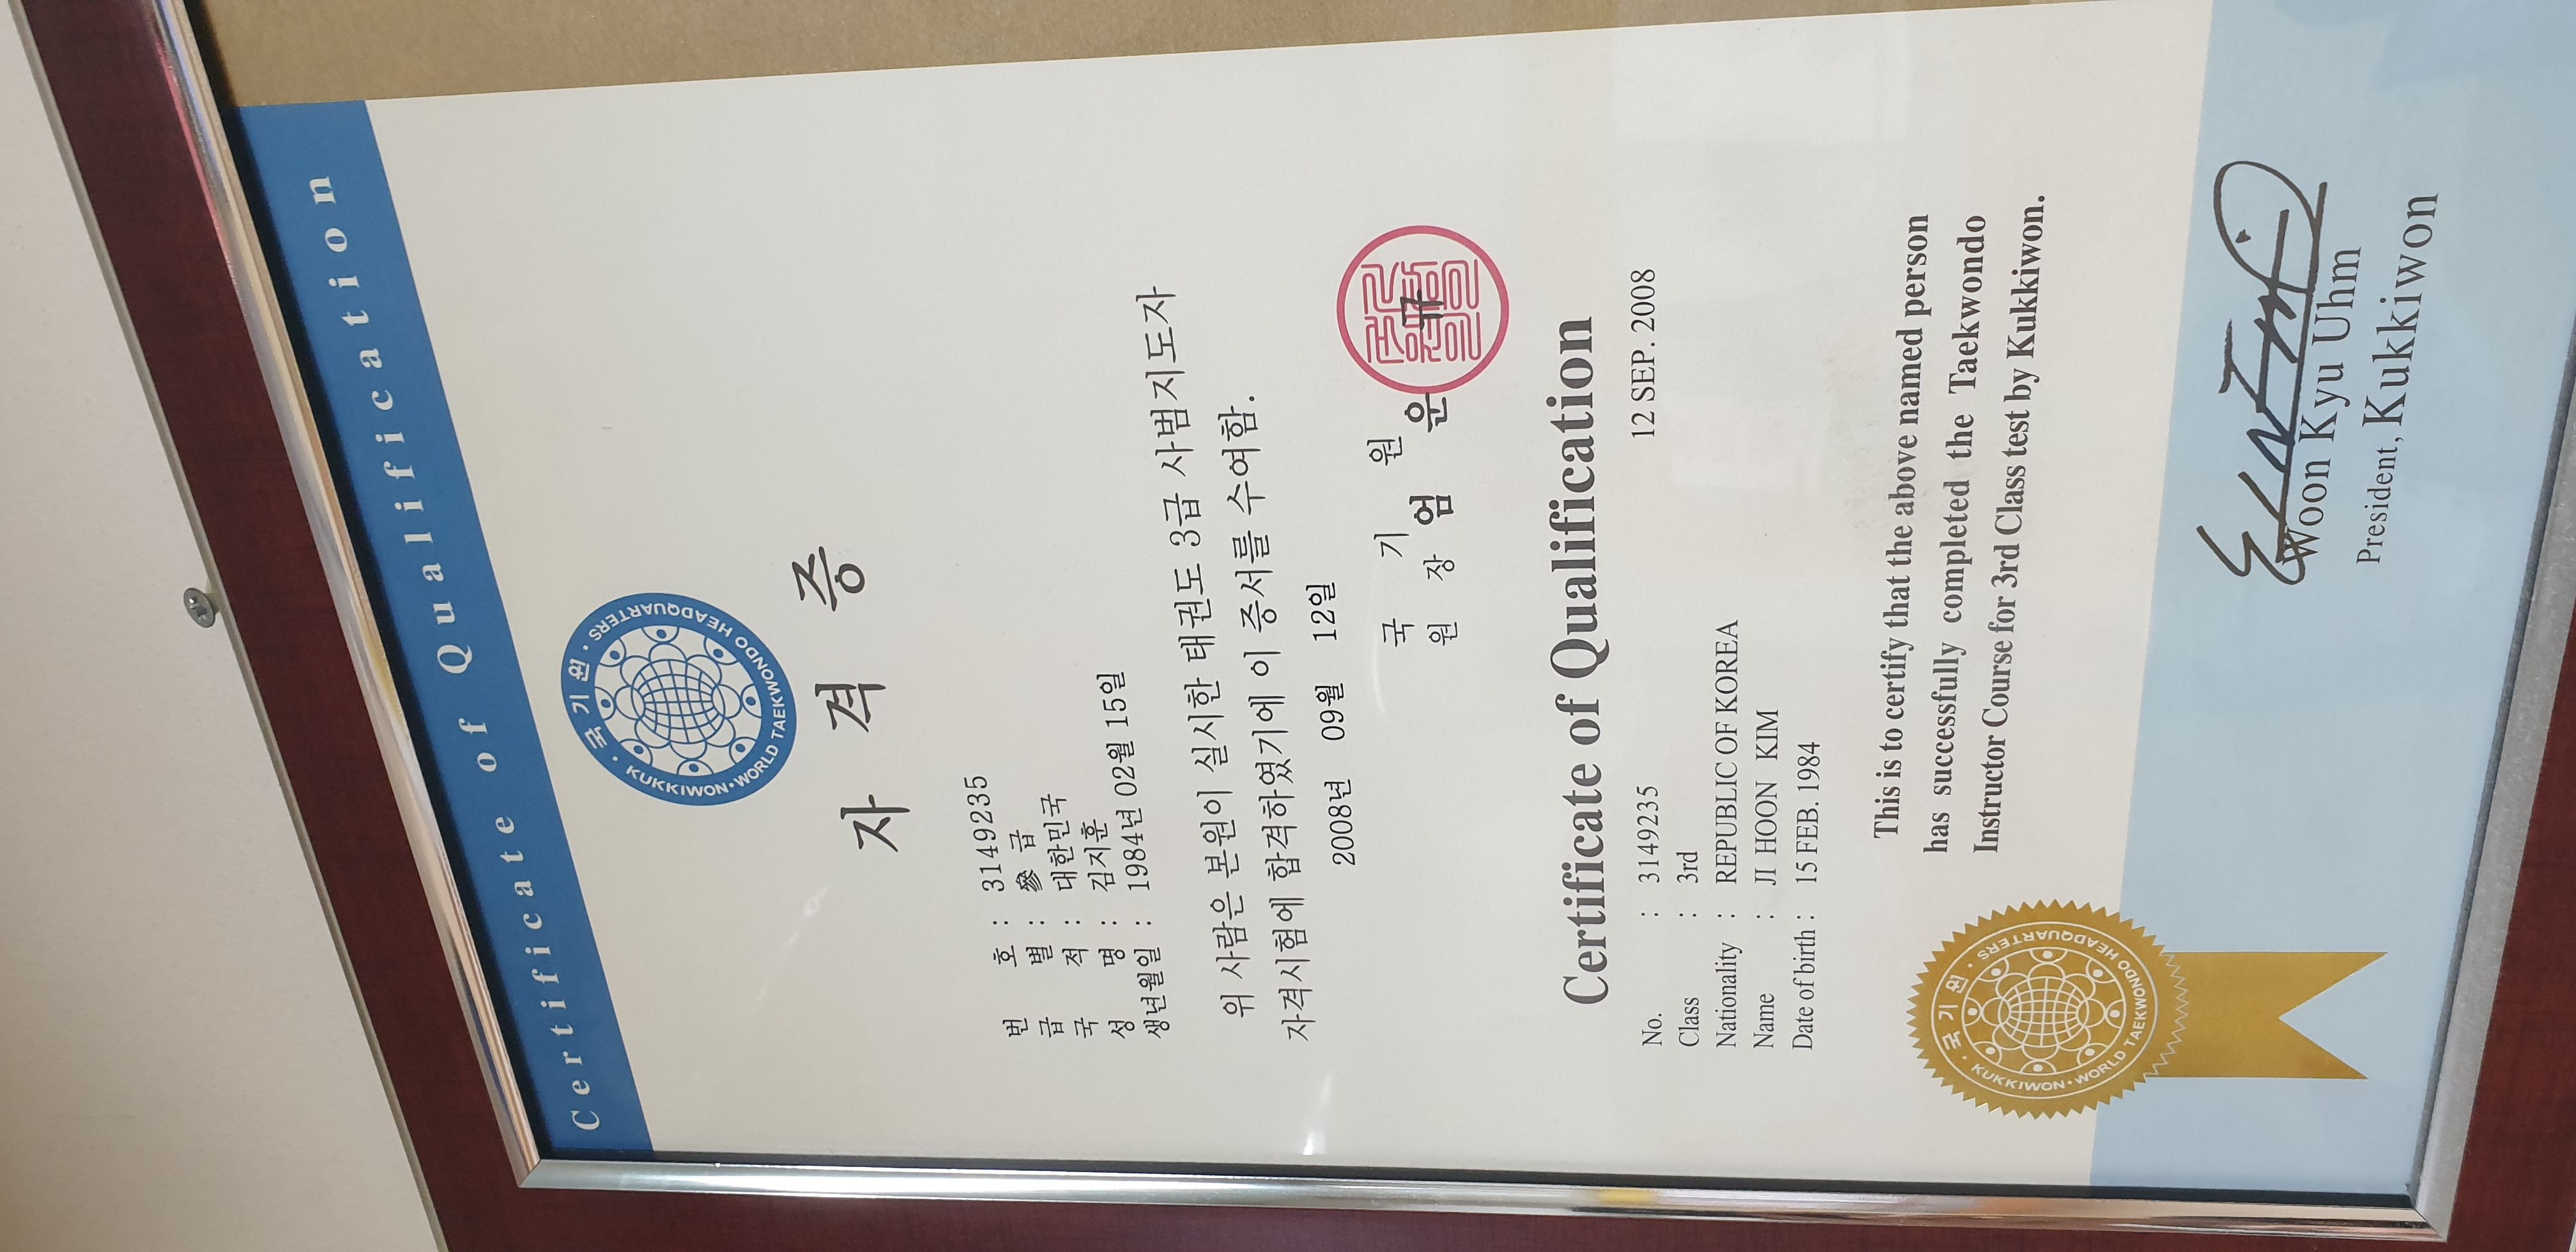 Certificate of Qualification
· 국 기 원 · KUKKIWON · WORLD TAEKWONDO HEADQUARTERS
자 격 증
번 호 : 3149235
급 별 : 參 급
국 적 : 대한민국
성 명 : 김지훈
생년월일 : 1984년 02월 15일
위 사람은 본원이 실시한 태권도 3급 사범지도자
자격시험에 합격하였기에 이 증서를 수여함.
2008년 09월 12일
국 기 원
원 장 엄 운 규
Certificate of Qualification
12 SEP. 2008
No. : 3149235
Class : 3rd
Nationality : REPUBLIC OF KOREA
Name : JI HOON KIM
Date of birth : 15 FEB. 1984
This is to certify that the above named person
has successfully completed the Taekwondo
Instructor Course for 3rd Class test by Kukkiwon.
· 국 기 원 · KUKKIWON · WORLD TAEKWONDO HEADQUARTERS
Woon Kyu Uhm
President, Kukkiwon